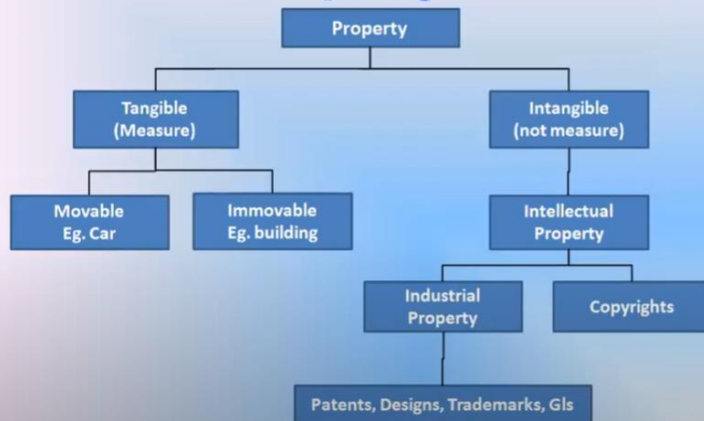 Property
Tangible
(Measure)
Intangible
(not measure)
Movable
Eg. Car
Immovable
Eg. building
Intellectual
Property
Industrial
Property
Copyrights
Patents, Designs, Trademarks, GIs